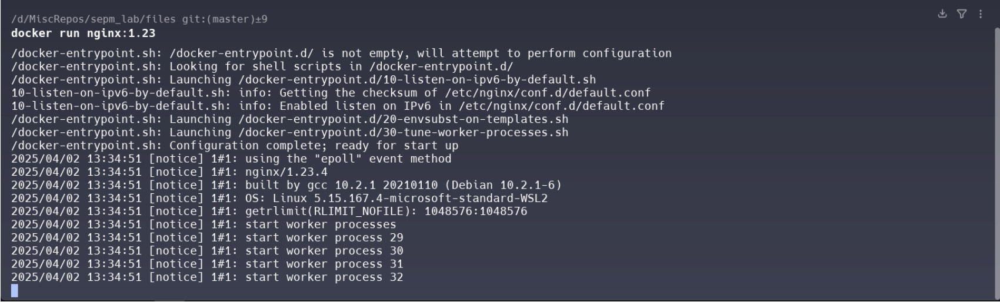 /d/MiscRepos/sepm_lab/files git:(master)±9
docker run nginx:1.23
/docker-entrypoint.sh: /docker-entrypoint.d/ is not empty, will attempt to perform configuration
/docker-entrypoint.sh: Looking for shell scripts in /docker-entrypoint.d/
/docker-entrypoint.sh: Launching /docker-entrypoint.d/10-listen-on-ipv6-by-default.sh
10-listen-on-ipv6-by-default.sh: info: Getting the checksum of /etc/nginx/conf.d/default.conf
10-listen-on-ipv6-by-default.sh: info: Enabled listen on IPv6 in /etc/nginx/conf.d/default.conf
/docker-entrypoint.sh: Launching /docker-entrypoint.d/20-envsubst-on-templates.sh
/docker-entrypoint.sh: Launching /docker-entrypoint.d/30-tune-worker-processes.sh
/docker-entrypoint.sh: Configuration complete; ready for start up
2025/04/02 13:34:51 [notice] 1#1: using the "epoll" event method
2025/04/02 13:34:51 [notice] 1#1: nginx/1.23.4
2025/04/02 13:34:51 [notice] 1#1: built by gcc 10.2.1 20210110 (Debian 10.2.1-6)
2025/04/02 13:34:51 [notice] 1#1: OS: Linux 5.15.167.4-microsoft-standard-WSL2
2025/04/02 13:34:51 [notice] 1#1: getrlimit(RLIMIT_NOFILE): 1048576:1048576
2025/04/02 13:34:51 [notice] 1#1: start worker processes
2025/04/02 13:34:51 [notice] 1#1: start worker process 29
2025/04/02 13:34:51 [notice] 1#1: start worker process 30
2025/04/02 13:34:51 [notice] 1#1: start worker process 31
2025/04/02 13:34:51 [notice] 1#1: start worker process 32